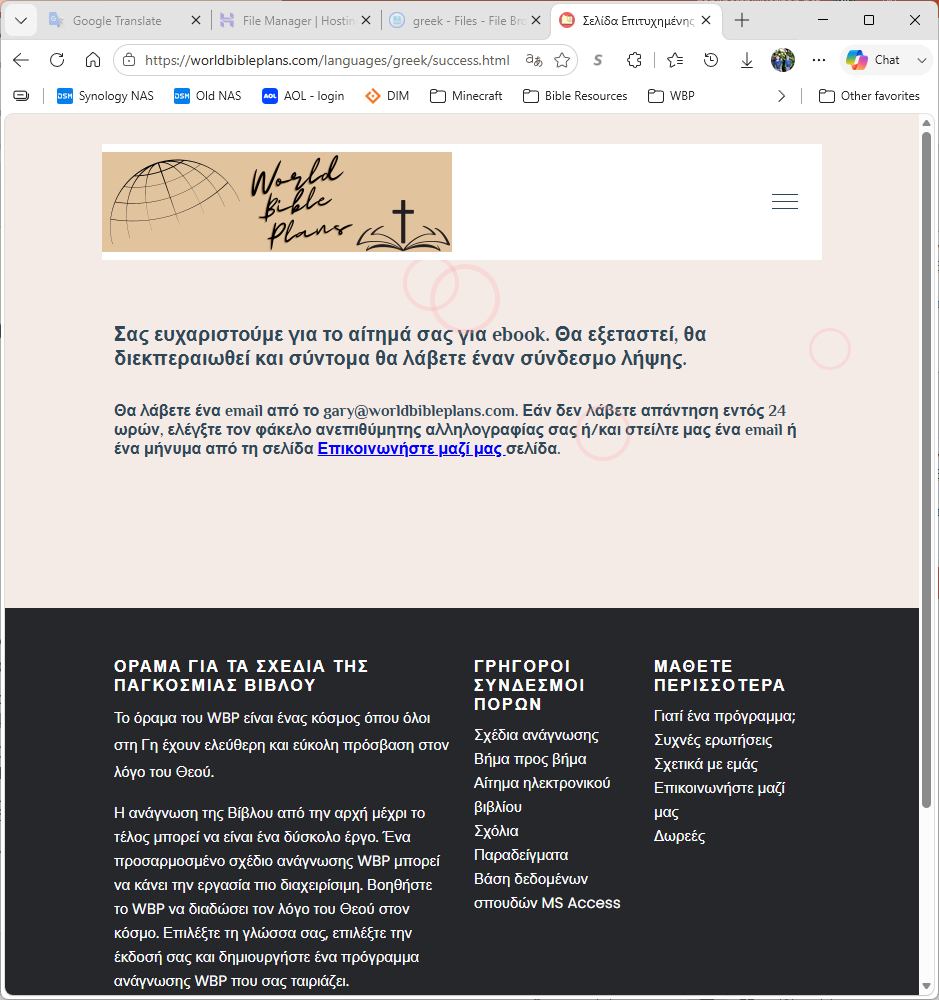 Google Translate
File Manager | Hostin
greek - Files - File Bro
Σελίδα Επιτυχημένης
https://worldbibleplans.com/languages/greek/success.html
Chat
Synology NAS
Old NAS
AOL - login
DIM
Minecraft
Bible Resources
WBP
Other favorites
World
Bible
Plans
Σας ευχαριστούμε για το αίτημά σας για ebook. Θα εξεταστεί, θα
διεκπεραιωθεί και σύντομα θα λάβετε έναν σύνδεσμο λήψης.
Θα λάβετε ένα email από το gary@worldbibleplans.com. Εάν δεν λάβετε απάντηση εντός 24
ωρών, ελέγξτε τον φάκελο ανεπιθύμητης αλληλογραφίας σας ή/και στείλτε μας ένα email ή
ένα μήνυμα από τη σελίδα Επικοινωνήστε μαζί μας σελίδα.
ΟΡΑΜΑ ΓΙΑ ΤΑ ΣΧΕΔΙΑ ΤΗΣ
ΠΑΓΚΟΣΜΙΑΣ ΒΙΒΛΟΥ
Το όραμα του WBP είναι ένας κόσμος όπου όλοι
στη Γη έχουν ελεύθερη και εύκολη πρόσβαση στον
λόγο του Θεού.
Η ανάγνωση της Βίβλου από την αρχή μέχρι το
τέλος μπορεί να είναι ένα δύσκολο έργο. Ένα
προσαρμοσμένο σχέδιο ανάγνωσης WBP μπορεί
να κάνει την εργασία πιο διαχειρίσιμη. Βοηθήστε
το WBP να διαδώσει τον λόγο του Θεού στον
κόσμο. Επιλέξτε τη γλώσσα σας, επιλέξτε την
έκδοσή σας και δημιουργήστε ένα πρόγραμμα
ανάγνωσης WBP που σας ταιριάζει.
ΓΡΗΓΟΡΟΙ
ΣΥΝΔΕΣΜΟΙ
ΠΟΡΩΝ
Σχέδια ανάγνωσης
Βήμα προς βήμα
Αίτημα ηλεκτρονικού
βιβλίου
Σχόλια
Παραδείγματα
Βάση δεδομένων
σπουδών MS Access
ΜΑΘΕΤΕ
ΠΕΡΙΣΣΟΤΕΡΑ
Γιατί ένα πρόγραμμα;
Συχνές ερωτήσεις
Σχετικά με εμάς
Επικοινωνήστε μαζί
μας
Δωρεές